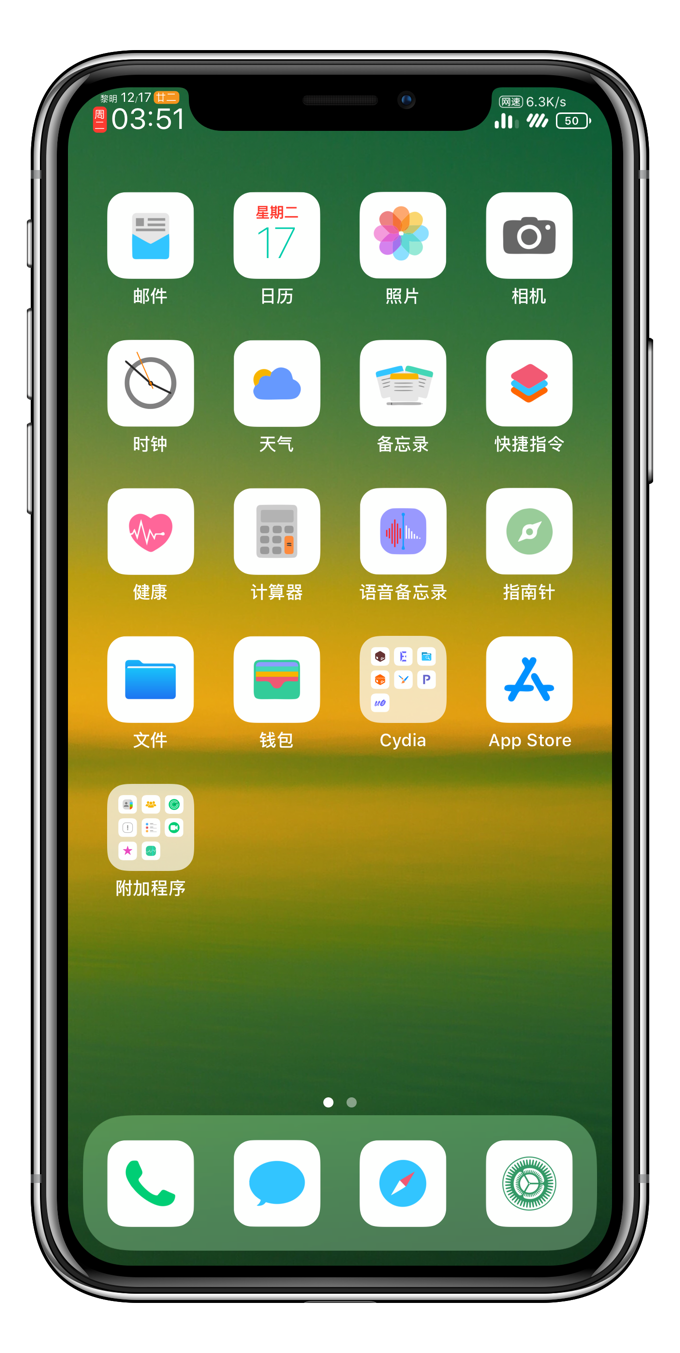 黎明 12/17 廿二
周二
03:51
网速 6.3K/s
50
星期二
17
邮件 日历 照片 相机
时钟 天气 备忘录 快捷指令
=
健康 计算器 语音备忘录 指南针
文件 钱包 Cydia App Store
附加程序